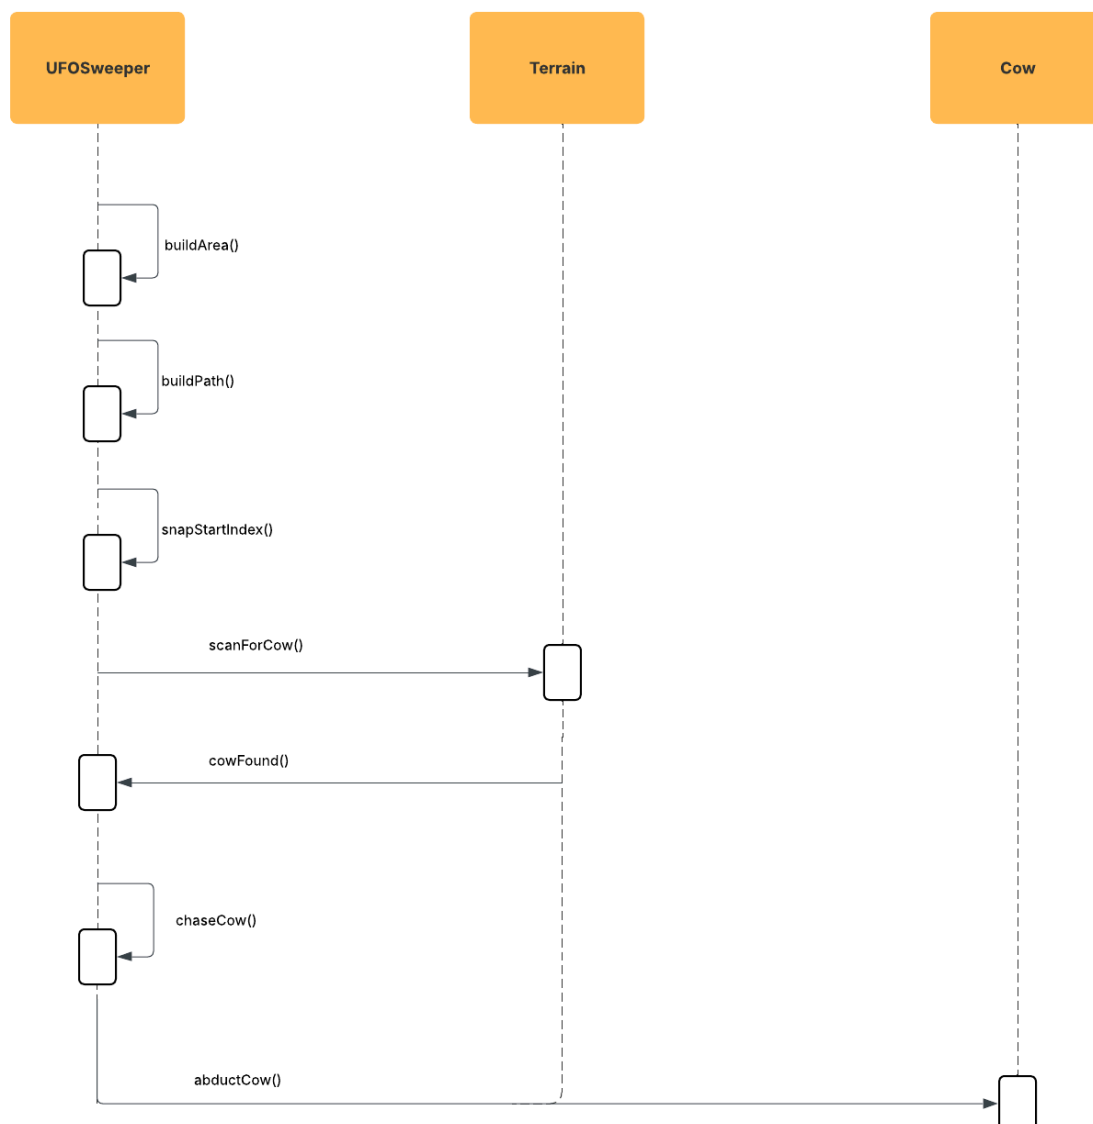 UFOSweeper
Terrain
Cow
buildArea()
buildPath()
snapStartIndex()
scanForCow()
cowFound()
chaseCow()
abductCow()